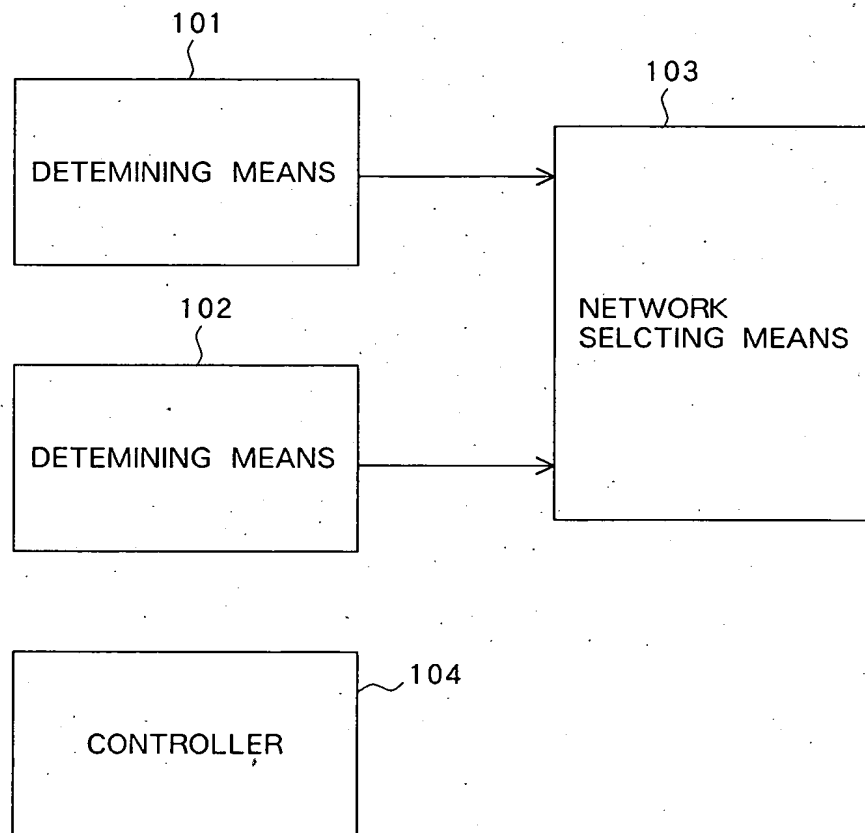 101
DETEMINING MEANS
103
102
DETEMINING MEANS
NETWORK
SELCTING MEANS
104
CONTROLLER